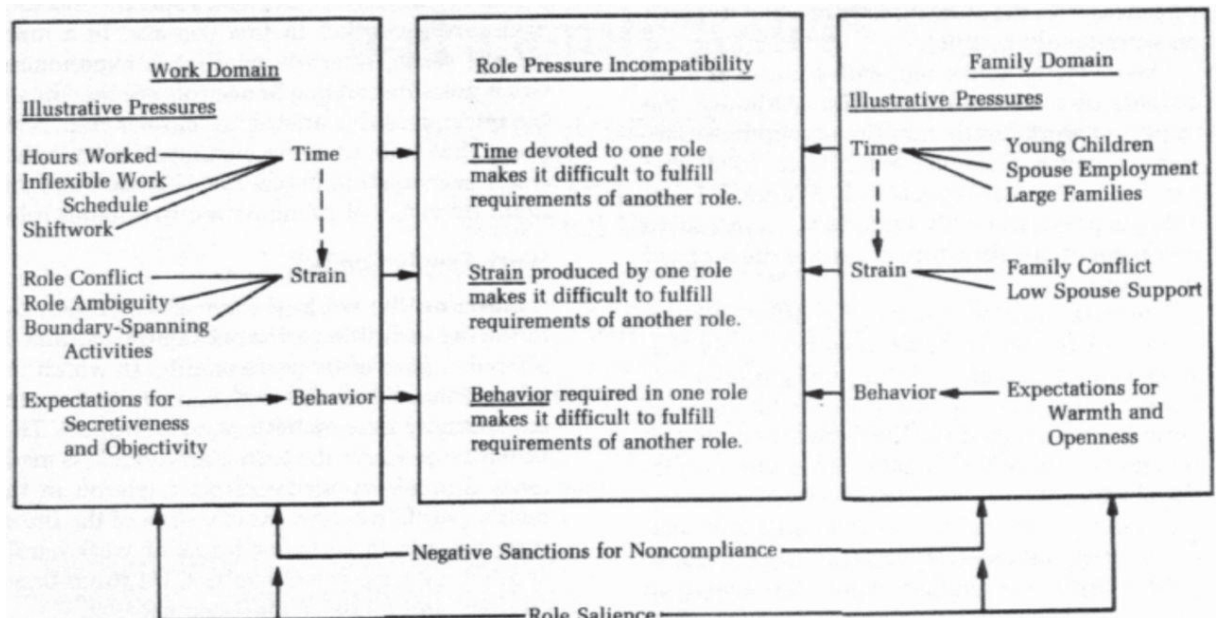 Work Domain
Illustrative Pressures
Hours Worked
Inflexible Work
Schedule
Shiftwork
Time
Role Conflict
Role Ambiguity
Boundary-Spanning
Activities
Strain
Expectations for
Secretiveness
and Objectivity
Behavior
Role Pressure Incompatibility
Time devoted to one role
makes it difficult to fulfill
requirements of another role.
Strain produced by one role
makes it difficult to fulfill
requirements of another role.
Behavior required in one role
makes it difficult to fulfill
requirements of another role.
Family Domain
Illustrative Pressures
Time
Young Children
Spouse Employment
Large Families
Strain
Family Conflict
Low Spouse Support
Behavior
Expectations for
Warmth and
Openness
Negative Sanctions for Noncompliance
Role Salience